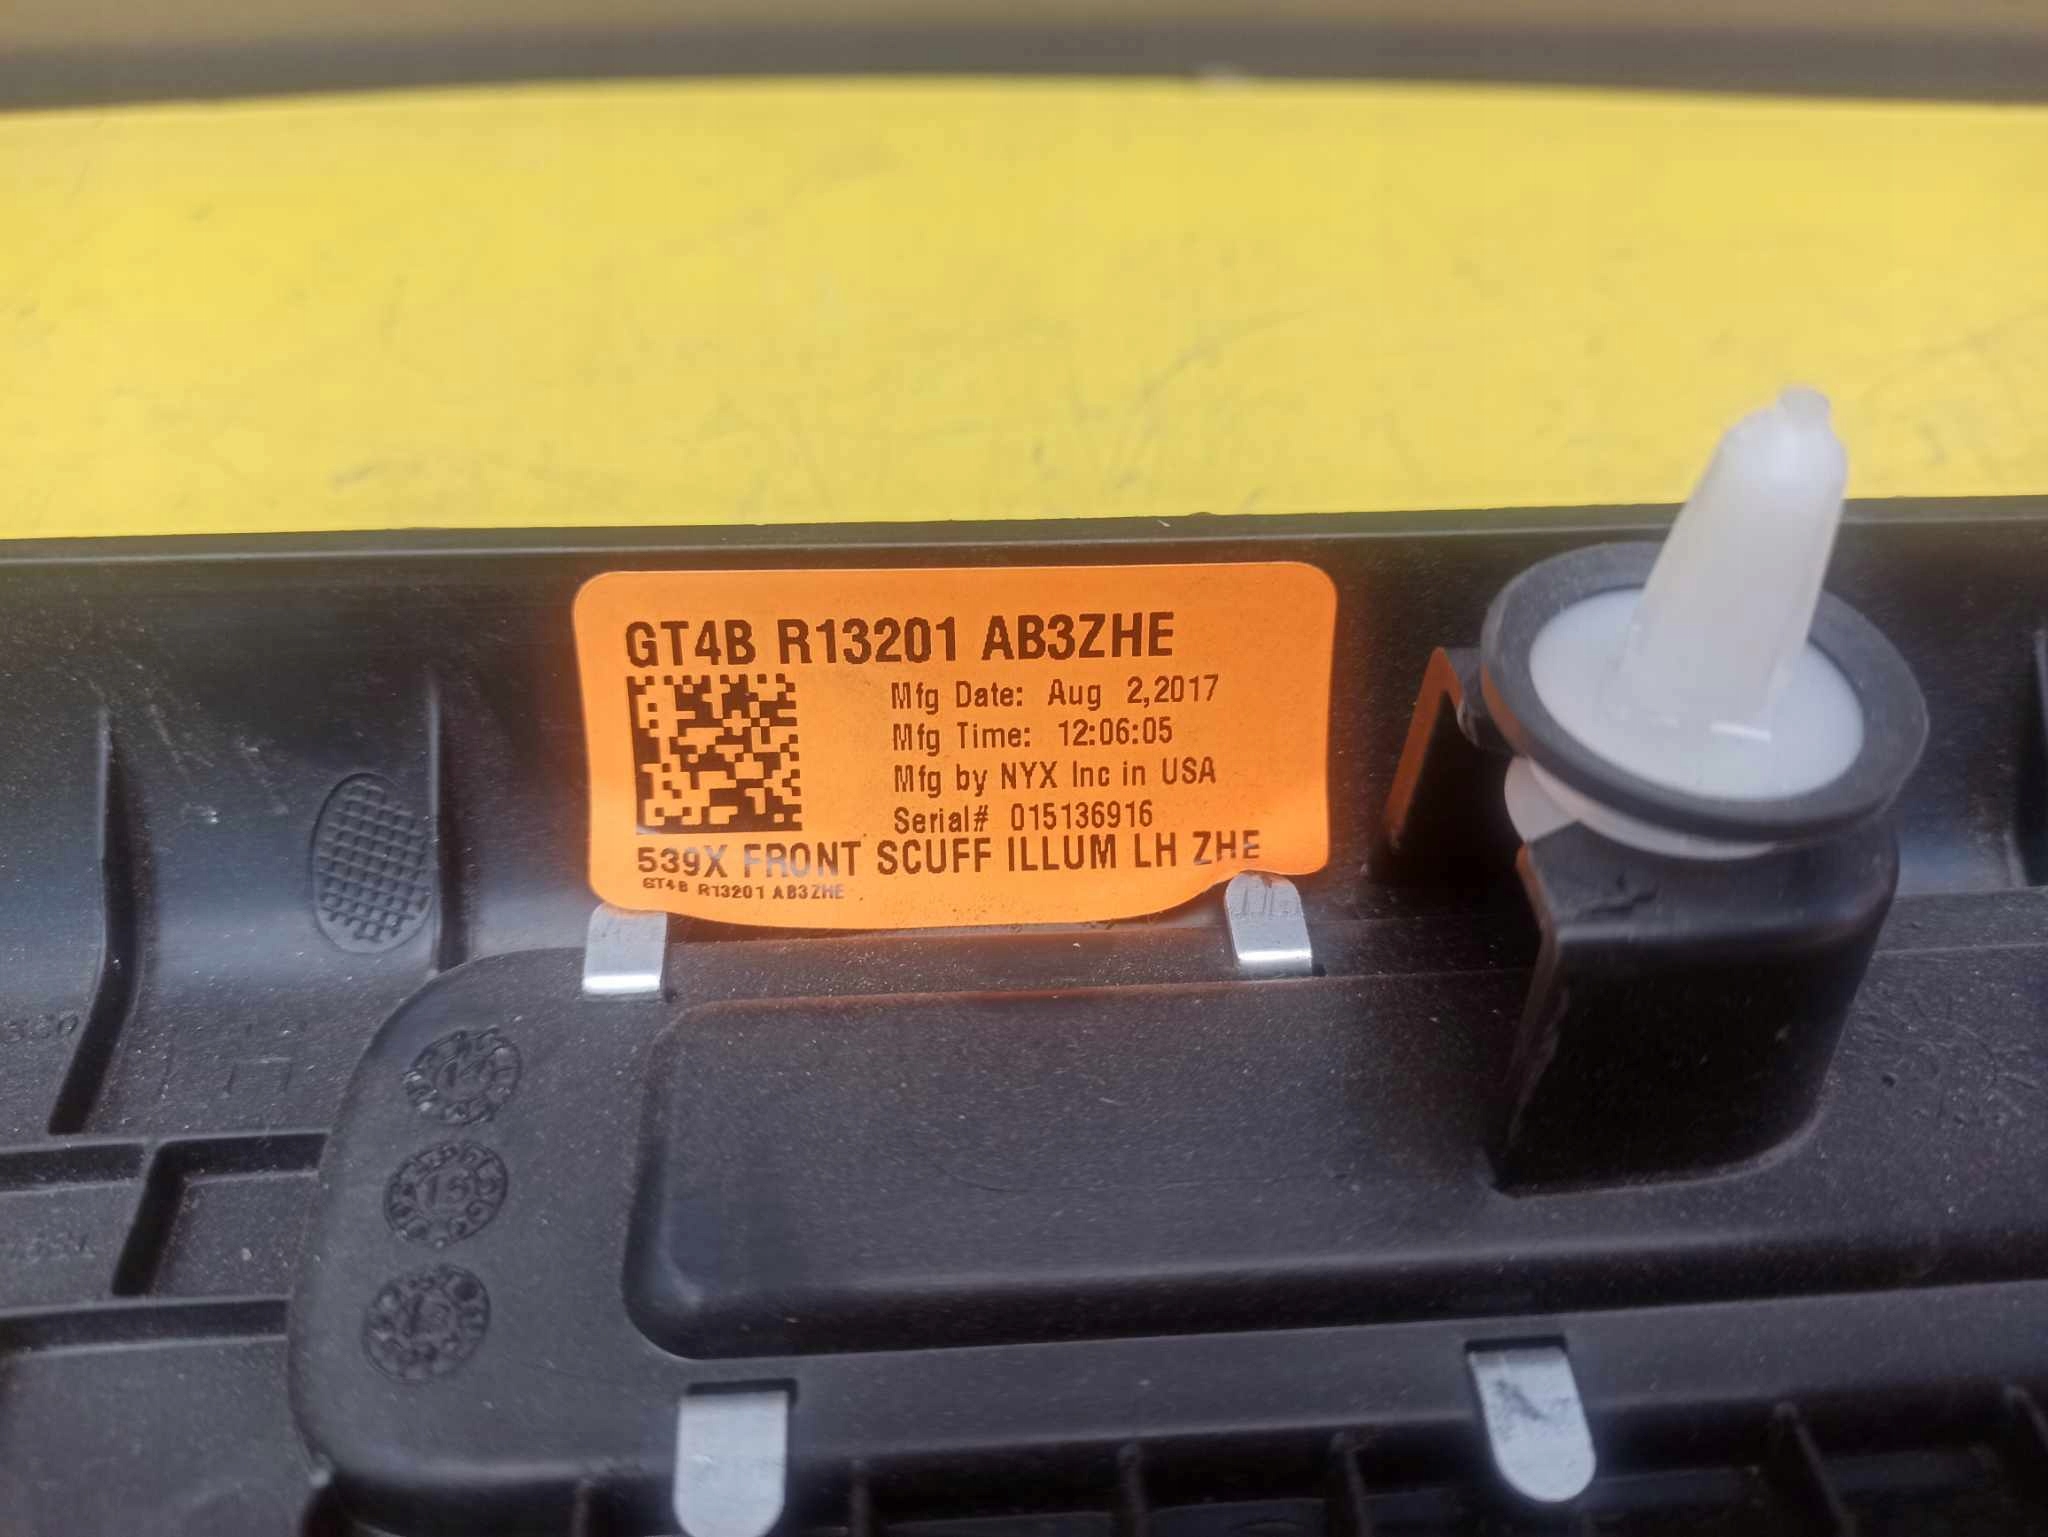 GT4B R13201 AB3ZHE
Mfg Date: Aug 2,2017
Mfg Time: 12:06:05
Mfg by NYX Inc in USA
Serial# 015136916
539X FRONT SCUFF ILLUM LH ZHE
GT4B R13201 AB3ZHE
15